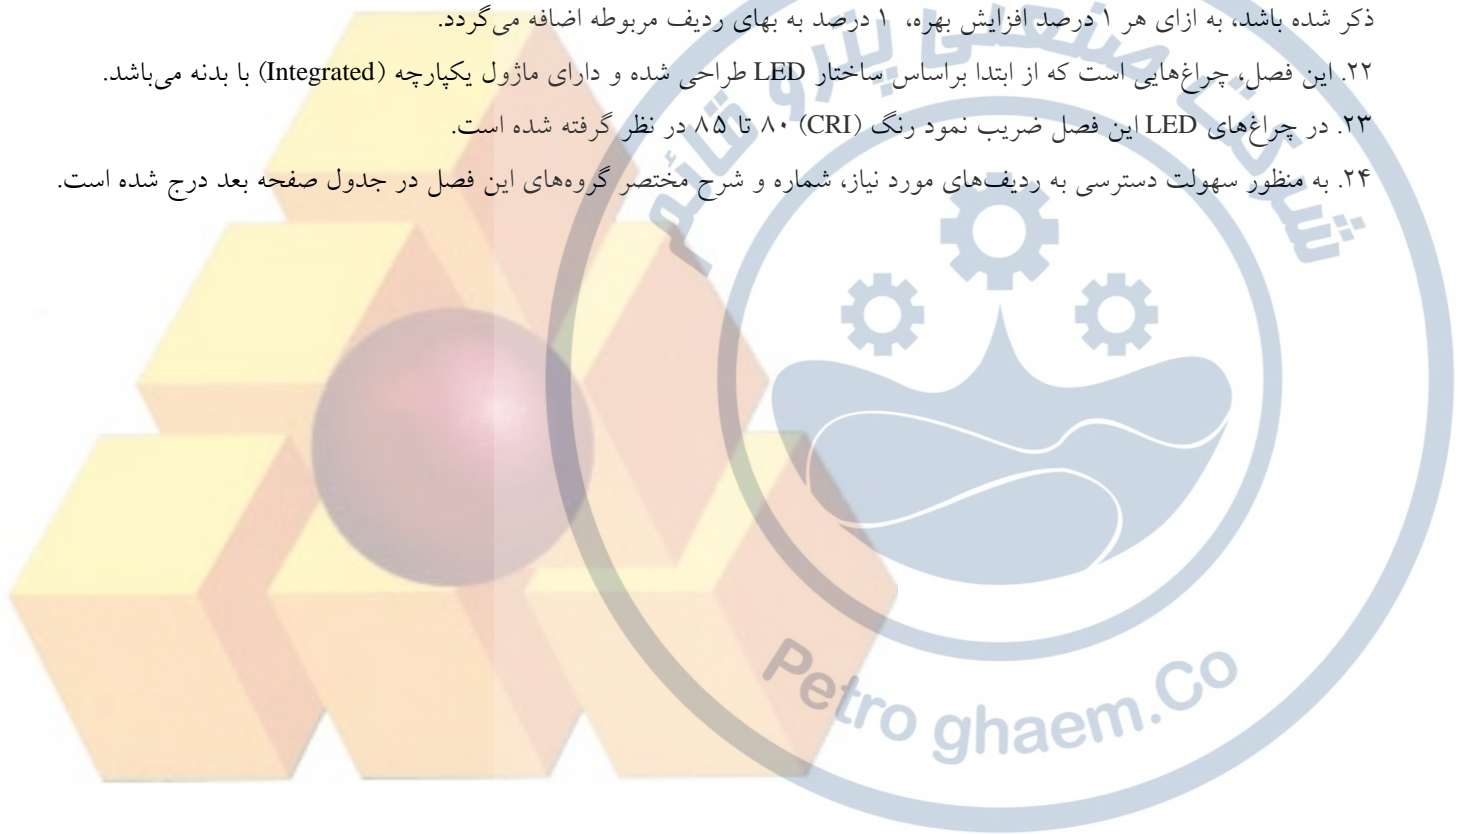 ذکر شده باشد، به ازای هر ۱ درصد افزایش بهره، ۱ درصد به بهای ردیف مربوطه اضافه می‌گردد.
۲۲. این فصل، چراغ‌هایی است که از ابتدا براساس ساختار LED طراحی شده و دارای ماژول یکپارچه (Integrated) با بدنه می‌باشد.
۲۳. در چراغ‌های LED این فصل ضریب نمود رنگ (CRI) ۸۰ تا ۸۵ در نظر گرفته شده است.
۲۴. به منظور سهولت دسترسی به ردیف‌های مورد نیاز، شماره و شرح مختصر گروه‌های این فصل در جدول صفحه بعد درج شده است.
شرکت صنعتی پترو قائم
Petro ghaem.Co